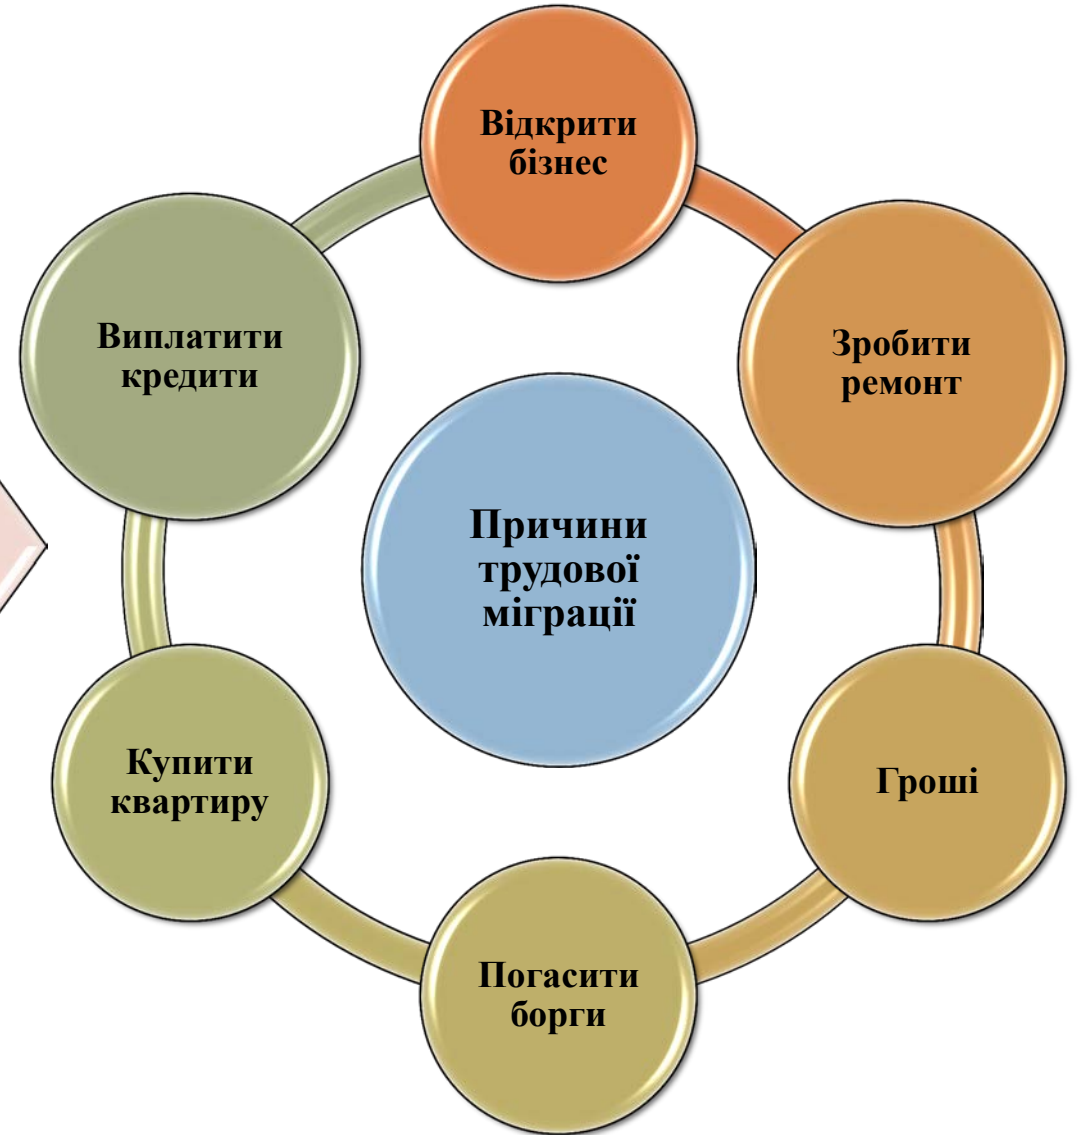 Відкрити
бізнес
Зробити
ремонт
Гроші
Погасити
борги
Купити
квартиру
Виплатити
кредити
Причини
трудової
міграції